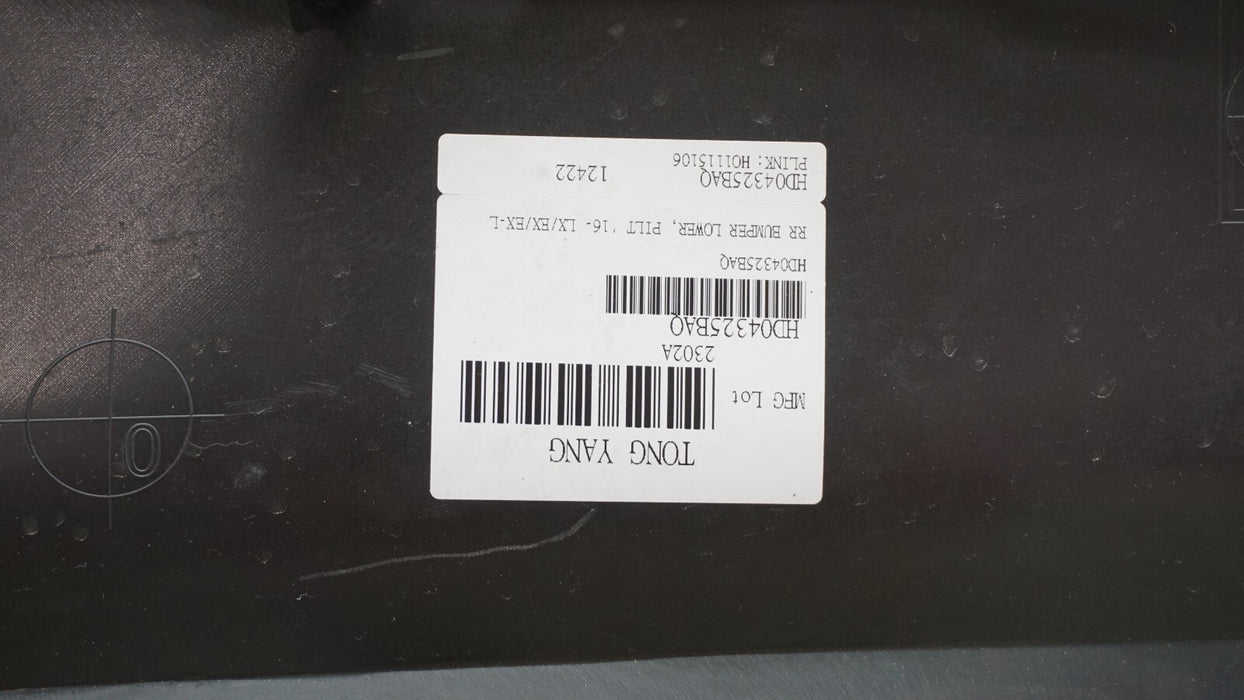 TONG YANG
MFG Lot
2302A
HD04325BAQ
HD04325BAQ
RR BUMPER LOWER, PILT '16- LX/EX/EX-L
HD04325BAQ 12422
PLINK: HO1115106
0